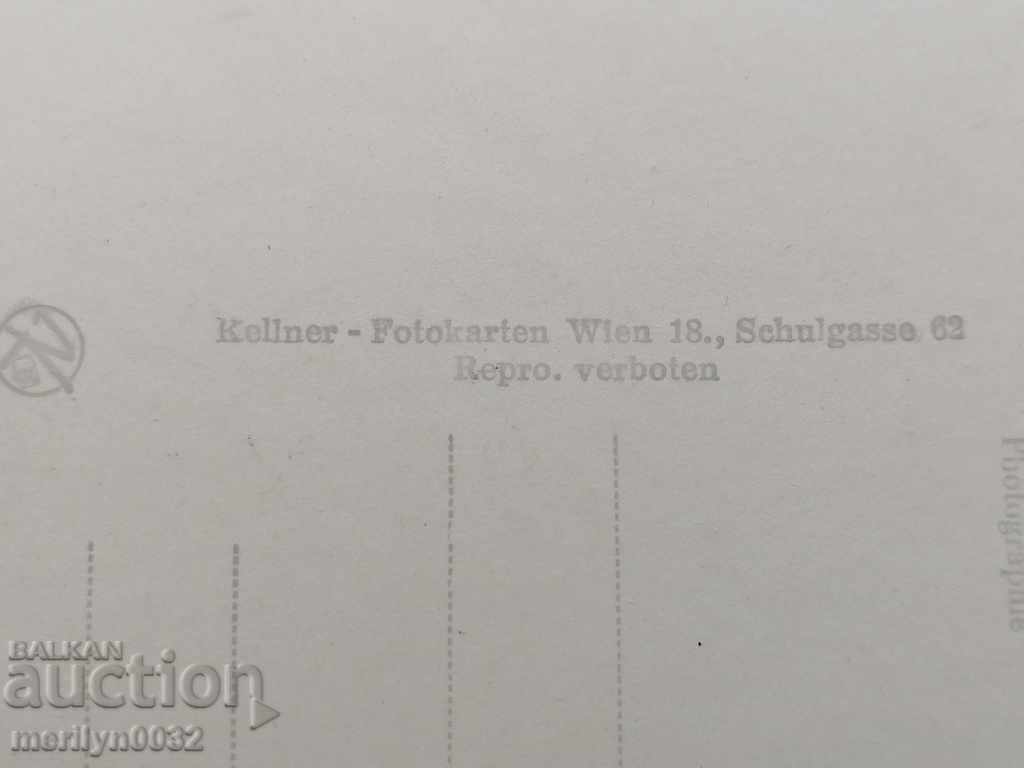 Kellner - Fotokarten Wien 18., Schulgasse 62
Repro. verboten
Photographie
BALKAN
auction
merilyn0032